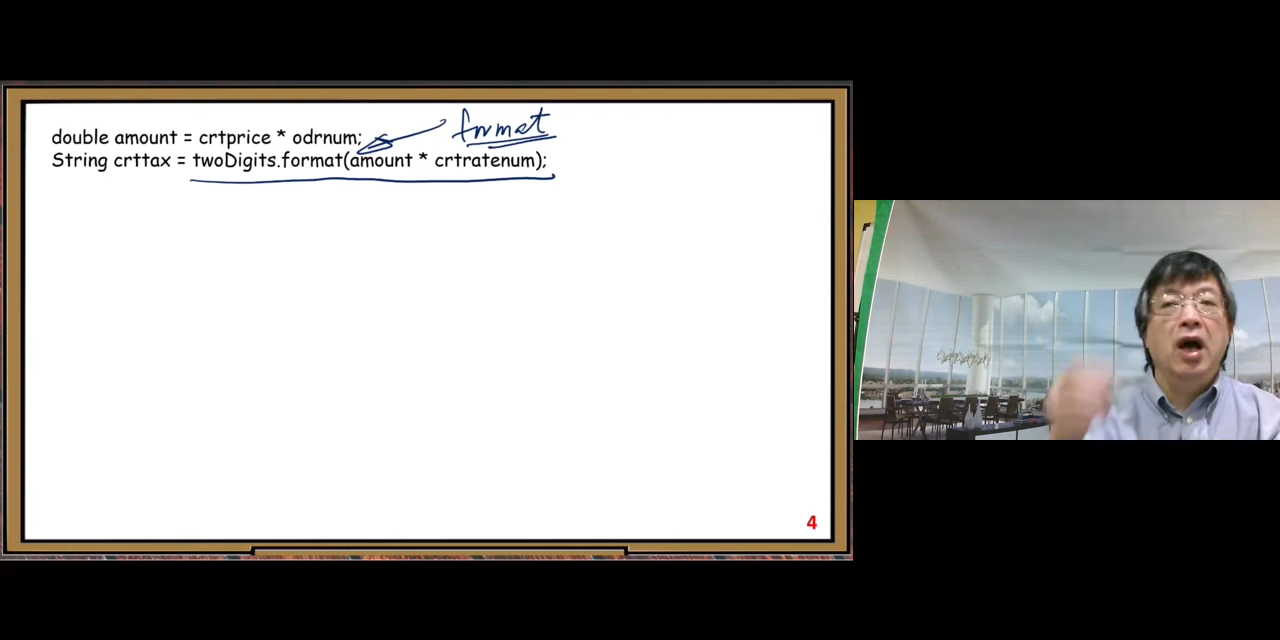 format
double amount = crtprice * odrnum;
String crttax = twoDigits.format(amount * crtratenum);
4